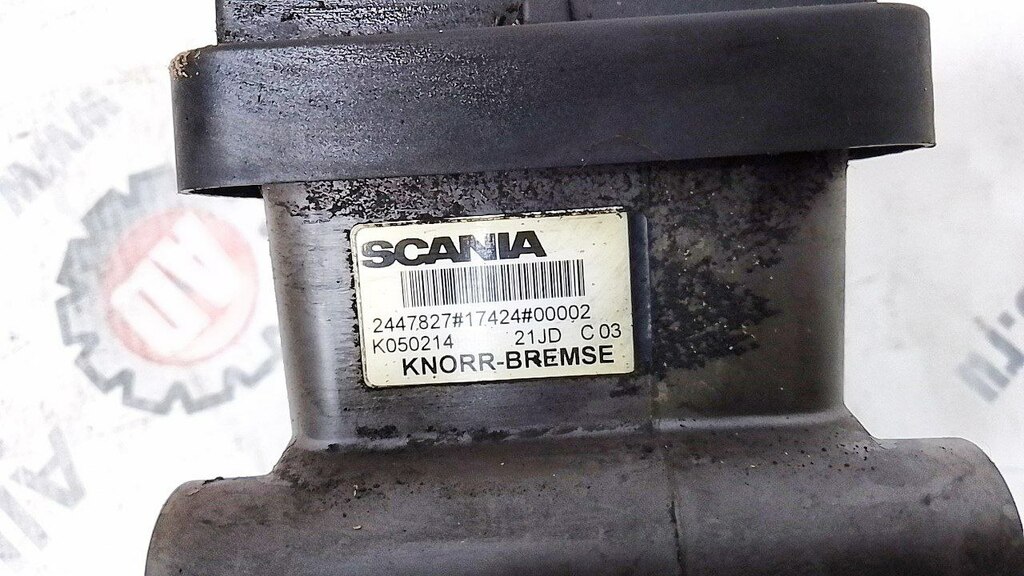 SCANIA
2447827#17424#00002
K050214 21JD C 03
KNORR-BREMSE